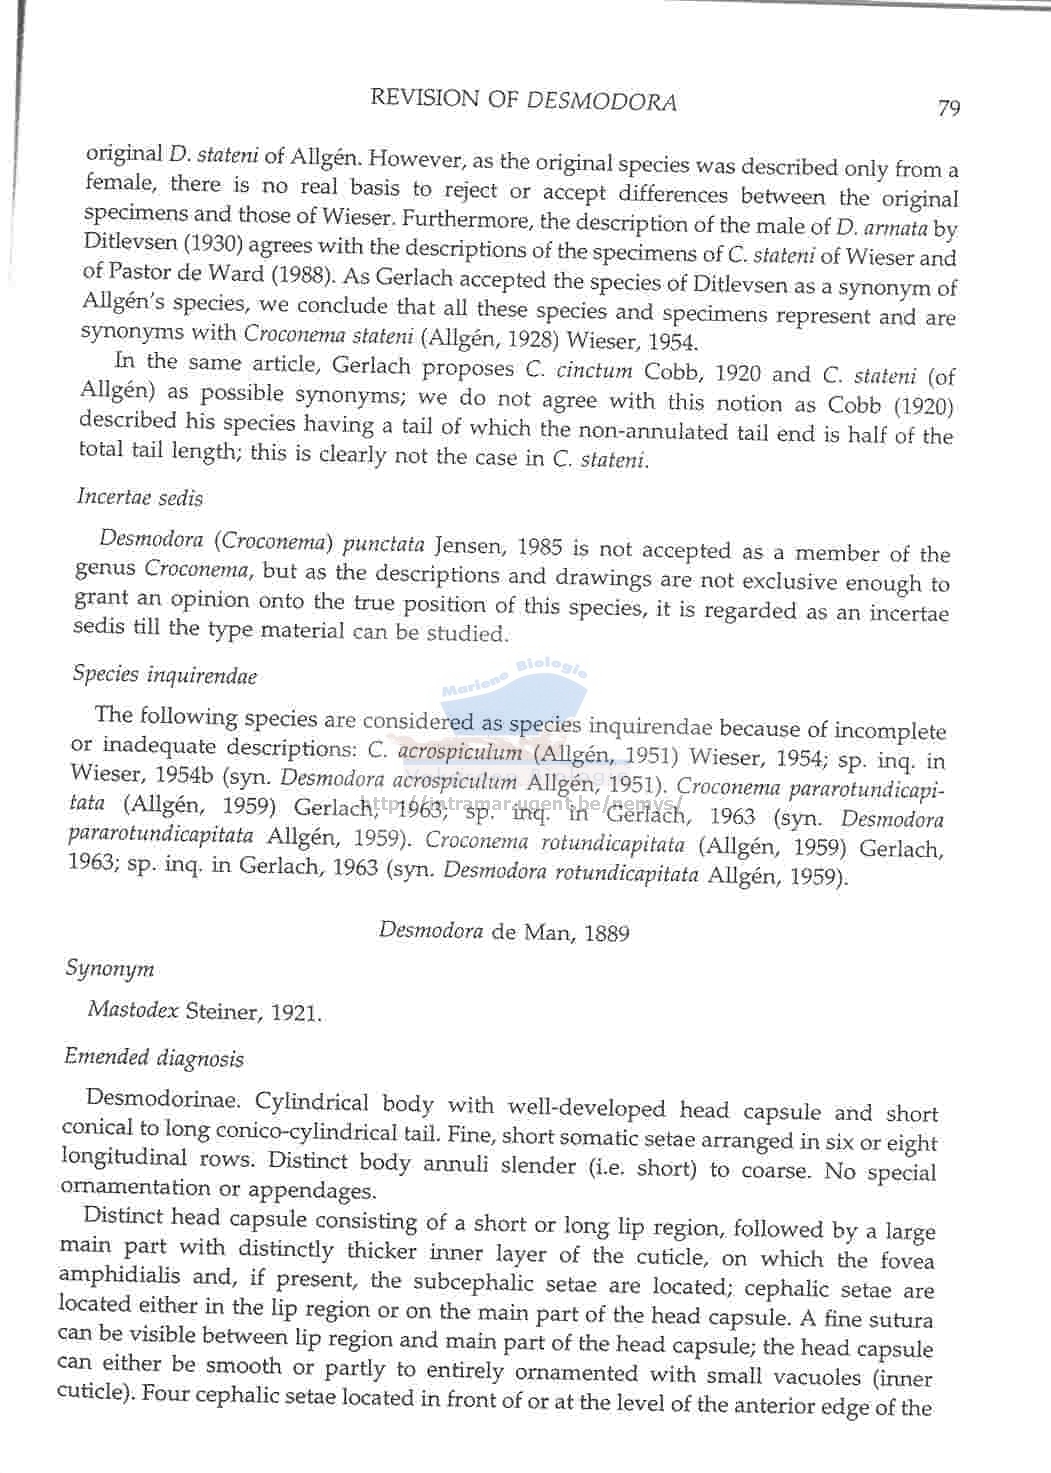 REVISION OF DESMODORA
79
original D. stateni of Allgén. However, as the original species was described only from a
female, there is no real basis to reject or accept differences between the original
specimens and those of Wieser. Furthermore, the description of the male of D. armata by
Ditlevsen (1930) agrees with the descriptions of the specimens of C. stateni of Wieser and
of Pastor de Ward (1988). As Gerlach accepted the species of Ditlevsen as a synonym of
Allgén's species, we conclude that all these species and specimens represent and are
synonyms with Croconema stateni (Allgén, 1928) Wieser, 1954.
In the same article, Gerlach proposes C. cinctum Cobb, 1920 and C. stateni (of
Allgén) as possible synonyms; we do not agree with this notion as Cobb (1920)
described his species having a tail of which the non-annulated tail end is half of the
total tail length; this is clearly not the case in C. stateni.
Incertae sedis
Desmodora (Croconema) punctata Jensen, 1985 is not accepted as a member of the
genus Croconema, but as the descriptions and drawings are not exclusive enough to
grant an opinion onto the true position of this species, it is regarded as an incertae
sedis till the type material can be studied.
Mariene Biologie
Species inquirendae
The following species are considered as species inquirendae because of incomplete
or inadequate descriptions: C. acrospiculum (Allgén, 1951) Wieser, 1954; sp. inq. in
Wieser, 1954b (syn. Desmodora acrospiculum Allgén, 1951). Croconema pararotundicapi-
tata (Allgén, 1959) Gerlach, 1963; sp. inq. in Gerlach, 1963 (syn. Desmodora
http://intramar.ugent.be/nemys/
pararotundicapitata Allgén, 1959). Croconema rotundicapitata (Allgén, 1959) Gerlach,
1963; sp. inq. in Gerlach, 1963 (syn. Desmodora rotundicapitata Allgén, 1959).
Desmodora de Man, 1889
Synonym
Mastodex Steiner, 1921.
Emended diagnosis
Desmodorinae. Cylindrical body with well-developed head capsule and short
conical to long conico-cylindrical tail. Fine, short somatic setae arranged in six or eight
longitudinal rows. Distinct body annuli slender (i.e. short) to coarse. No special
ornamentation or appendages.
Distinct head capsule consisting of a short or long lip region, followed by a large
main part with distinctly thicker inner layer of the cuticle, on which the fovea
amphidialis and, if present, the subcephalic setae are located; cephalic setae are
located either in the lip region or on the main part of the head capsule. A fine sutura
can be visible between lip region and main part of the head capsule; the head capsule
can either be smooth or partly to entirely ornamented with small vacuoles (inner
cuticle). Four cephalic setae located in front of or at the level of the anterior edge of the